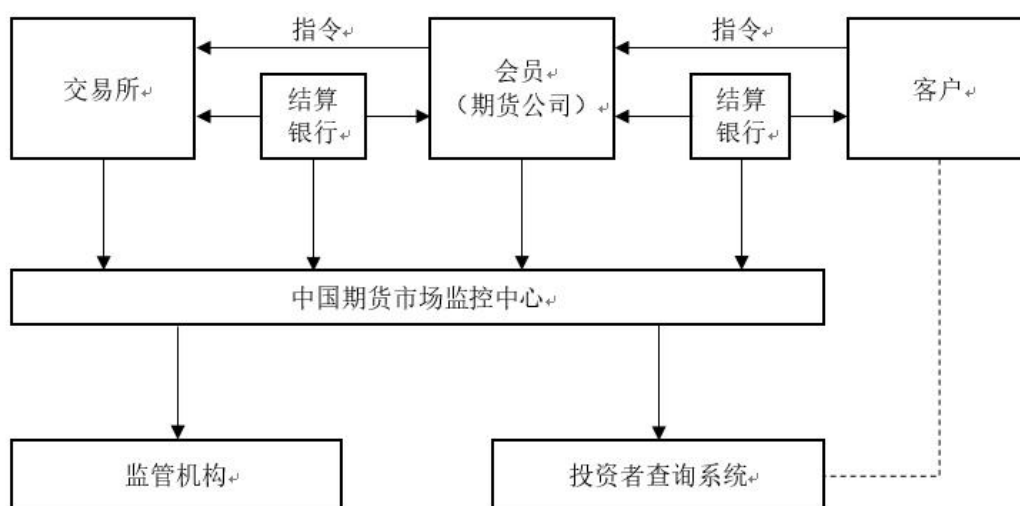 指令
指令
交易所
结算
银行
会员
（期货公司）
结算
银行
客户
中国期货市场监控中心
监管机构
投资者查询系统